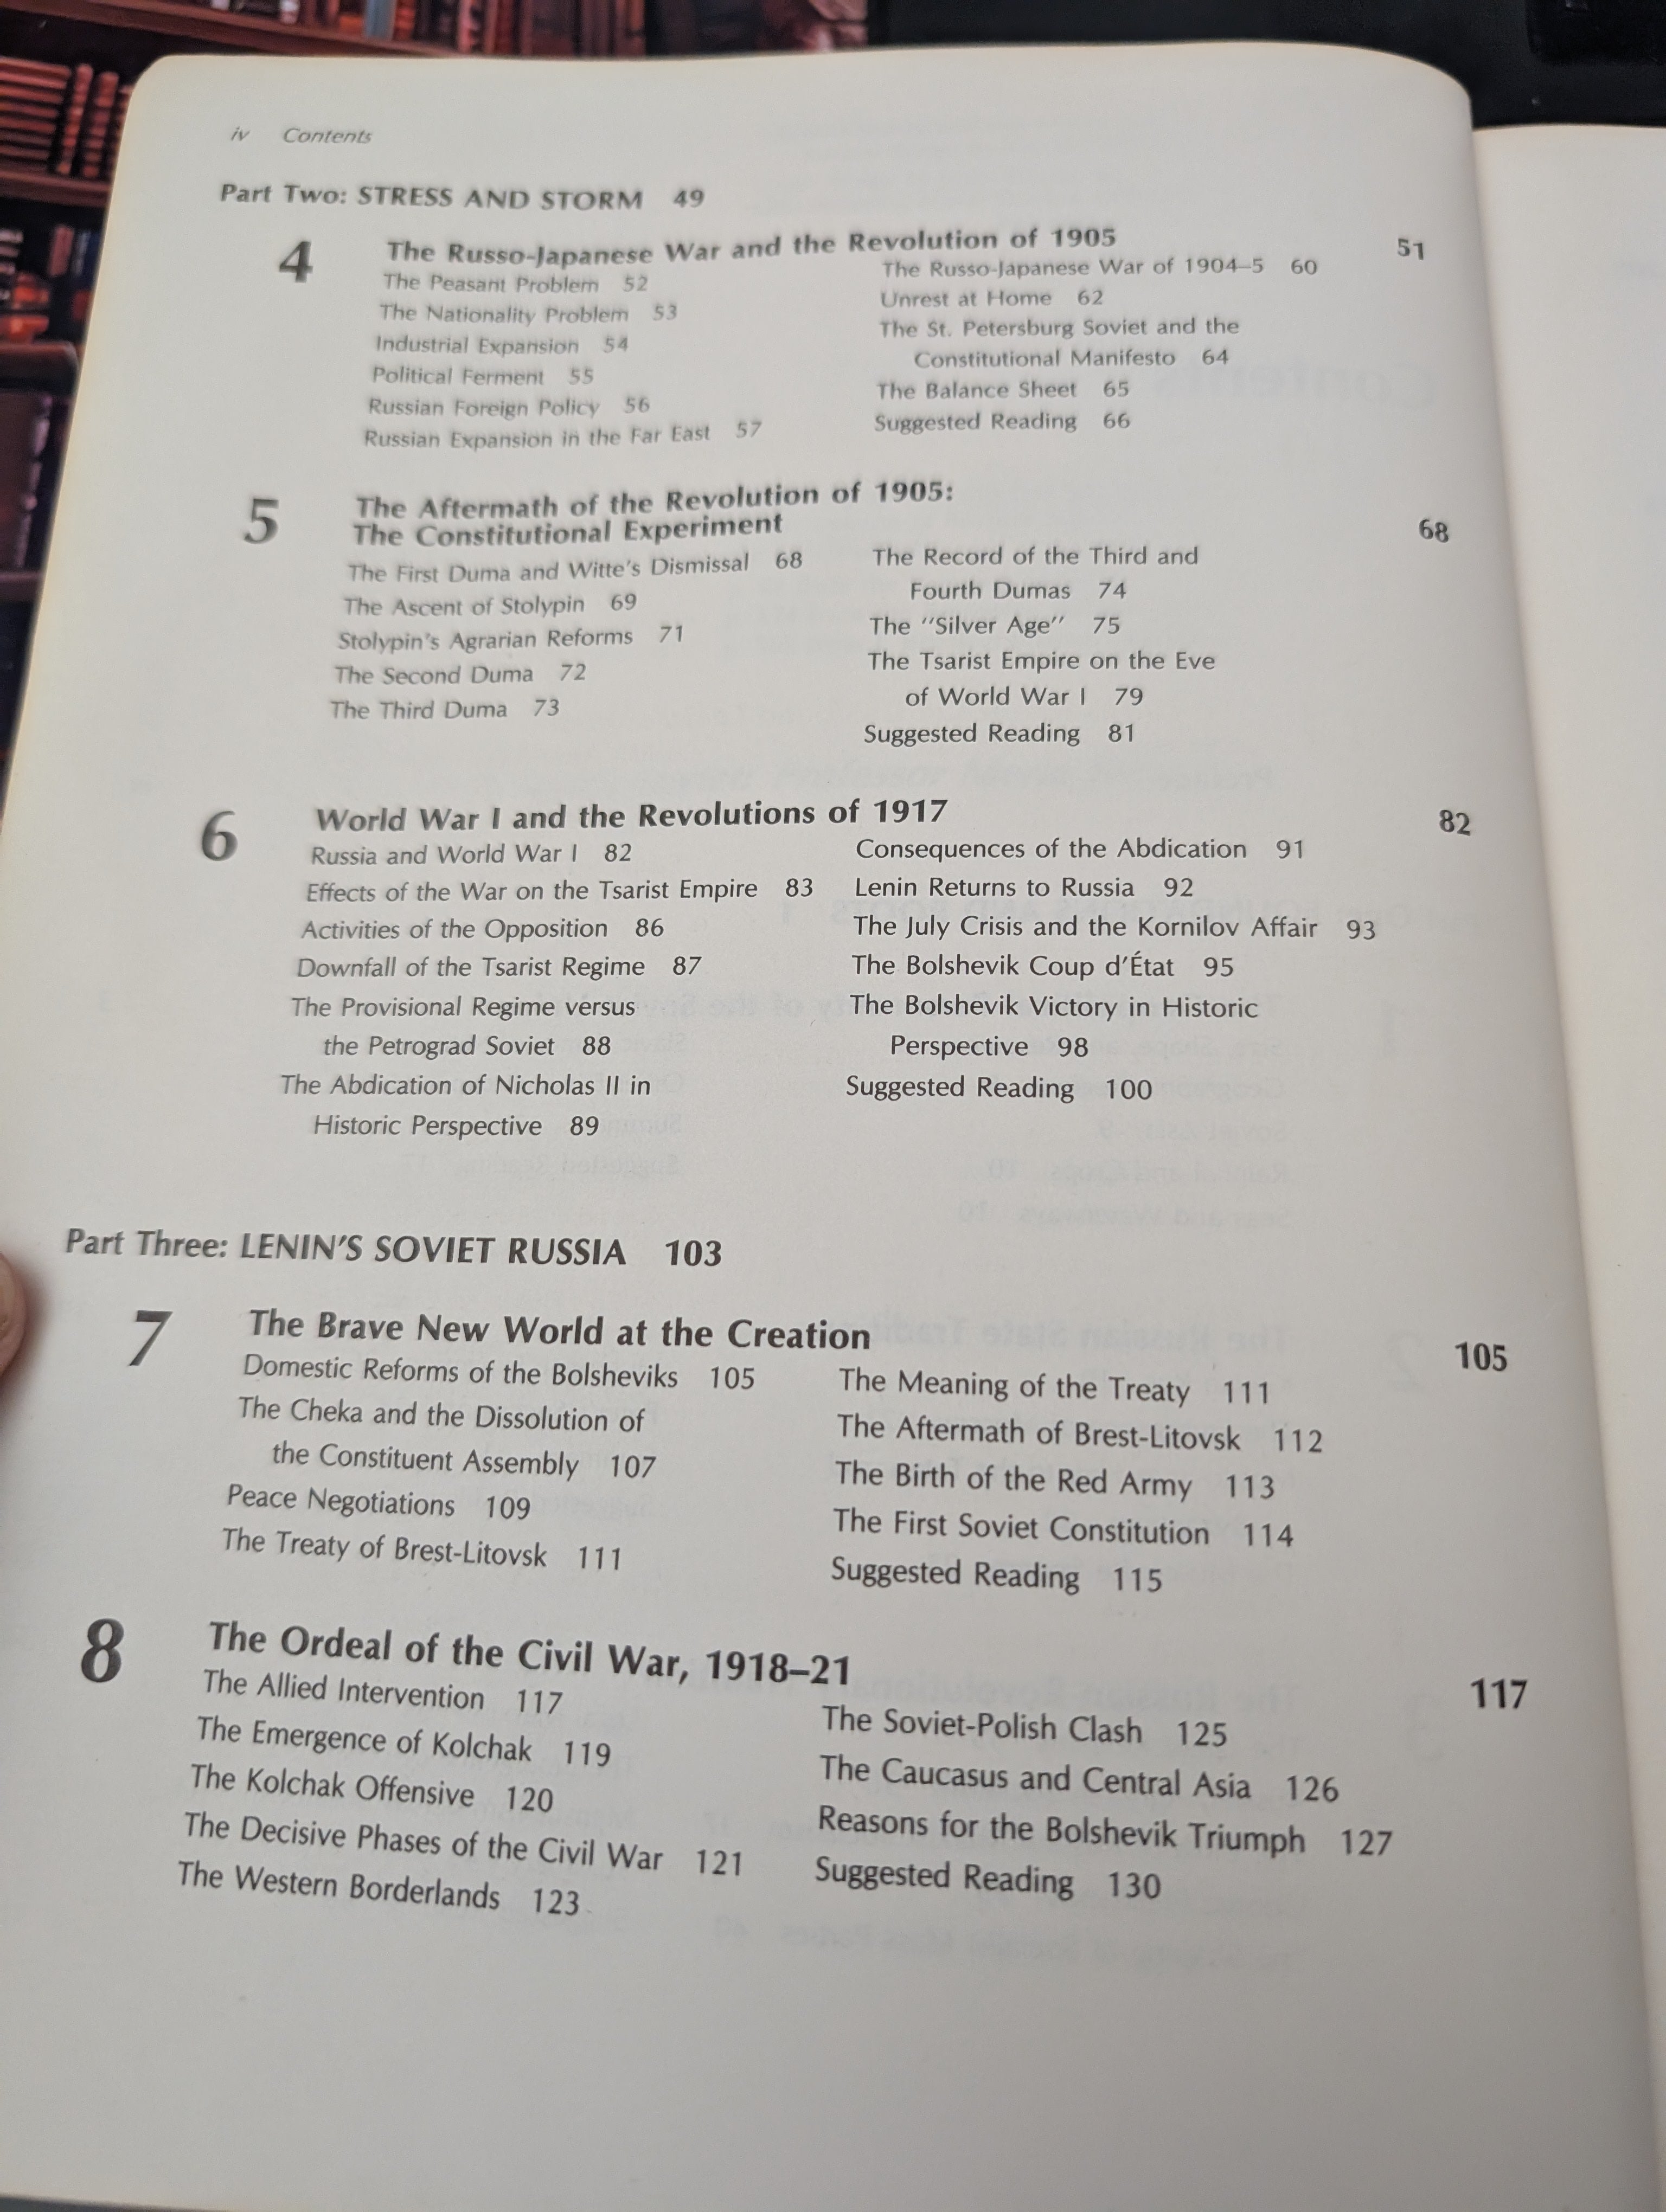 iv Contents
Part Two: STRESS AND STORM 49
4 The Russo-Japanese War and the Revolution of 1905 51
The Peasant Problem 52
The Nationality Problem 53
Industrial Expansion 54
Political Ferment 55
Russian Foreign Policy 56
Russian Expansion in the Far East 57
The Russo-Japanese War of 1904–5 60
Unrest at Home 62
The St. Petersburg Soviet and the
Constitutional Manifesto 64
The Balance Sheet 65
Suggested Reading 66
5 The Aftermath of the Revolution of 1905:
The Constitutional Experiment 68
The First Duma and Witte's Dismissal 68
The Ascent of Stolypin 69
Stolypin's Agrarian Reforms 71
The Second Duma 72
The Third Duma 73
The Record of the Third and
Fourth Dumas 74
The "Silver Age" 75
The Tsarist Empire on the Eve
of World War I 79
Suggested Reading 81
6 World War I and the Revolutions of 1917 82
Russia and World War I 82
Effects of the War on the Tsarist Empire 83
Activities of the Opposition 86
Downfall of the Tsarist Regime 87
The Provisional Regime versus
the Petrograd Soviet 88
The Abdication of Nicholas II in
Historic Perspective 89
Consequences of the Abdication 91
Lenin Returns to Russia 92
The July Crisis and the Kornilov Affair 93
The Bolshevik Coup d'État 95
The Bolshevik Victory in Historic
Perspective 98
Suggested Reading 100
Part Three: LENIN'S SOVIET RUSSIA 103
7 The Brave New World at the Creation 105
Domestic Reforms of the Bolsheviks 105
The Cheka and the Dissolution of
the Constituent Assembly 107
Peace Negotiations 109
The Treaty of Brest-Litovsk 111
The Meaning of the Treaty 111
The Aftermath of Brest-Litovsk 112
The Birth of the Red Army 113
The First Soviet Constitution 114
Suggested Reading 115
8 The Ordeal of the Civil War, 1918–21 117
The Allied Intervention 117
The Emergence of Kolchak 119
The Kolchak Offensive 120
The Decisive Phases of the Civil War 121
The Western Borderlands 123
The Soviet-Polish Clash 125
The Caucasus and Central Asia 126
Reasons for the Bolshevik Triumph 127
Suggested Reading 130